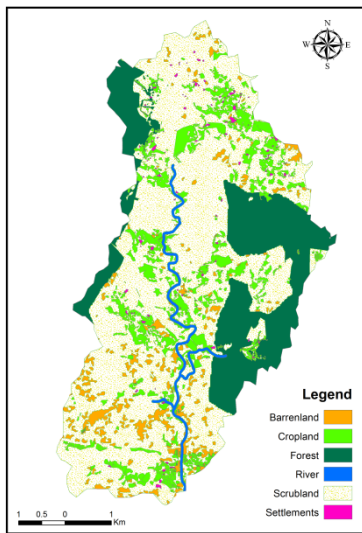 N
W E
S
Legend
Barrenland
Cropland
Forest
River
Scrubland
Settlements
1 0.5 0 1
Km